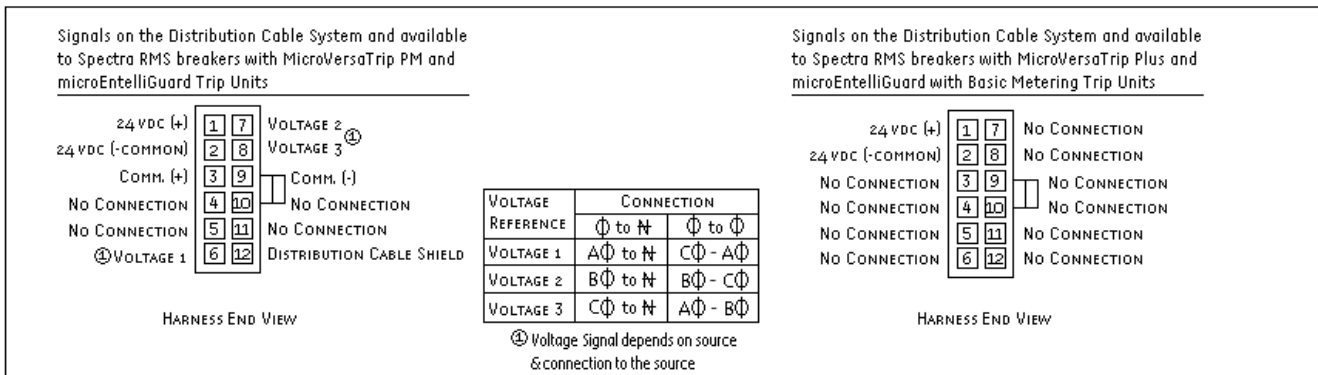 Signals on the Distribution Cable System and available
to Spectra RMS breakers with MicroVersaTrip PM and
microEntelliGuard Trip Units
24 VDC (+) 1 7 VOLTAGE 2
24 VDC (-COMMON) 2 8 VOLTAGE 3 ①
COMM. (+) 3 9 COMM. (-)
NO CONNECTION 4 10 NO CONNECTION
NO CONNECTION 5 11 NO CONNECTION
① VOLTAGE 1 6 12 DISTRIBUTION CABLE SHIELD
HARNESS END VIEW
VOLTAGE REFERENCE CONNECTION
Φ to N Φ to Φ
VOLTAGE 1 AΦ to N CΦ - AΦ
VOLTAGE 2 BΦ to N BΦ - CΦ
VOLTAGE 3 CΦ to N AΦ - BΦ
① Voltage Signal depends on source
& connection to the source
Signals on the Distribution Cable System and available
to Spectra RMS breakers with MicroVersaTrip Plus and
microEntelliGuard with Basic Metering Trip Units
24 VDC (+) 1 7 NO CONNECTION
24 VDC (-COMMON) 2 8 NO CONNECTION
NO CONNECTION 3 9 NO CONNECTION
NO CONNECTION 4 10 NO CONNECTION
NO CONNECTION 5 11 NO CONNECTION
NO CONNECTION 6 12 NO CONNECTION
HARNESS END VIEW